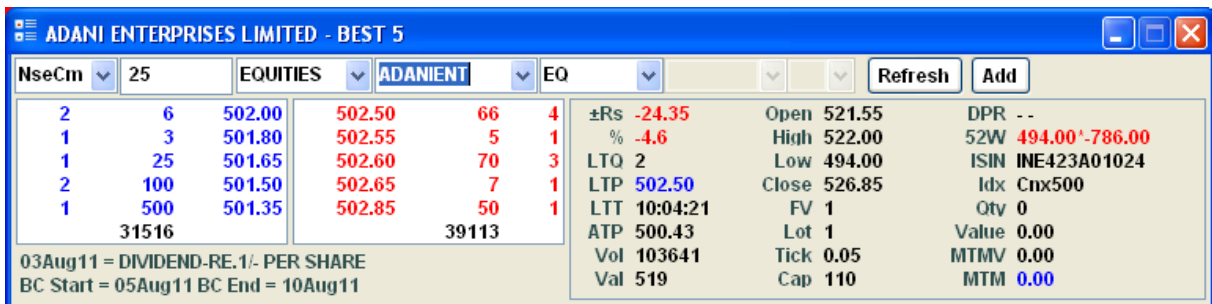 ADANI ENTERPRISES LIMITED - BEST 5
NseCm 25 EQUITIES ADANIENT EQ Refresh Add
2 6 502.00 502.50 66 4 ±Rs -24.35 Open 521.55 DPR - -
1 3 501.80 502.55 5 1 % -4.6 High 522.00 52W 494.00*-786.00
1 25 501.65 502.60 70 3 LTQ 2 Low 494.00 ISIN INE423A01024
2 100 501.50 502.65 7 1 LTP 502.50 Close 526.85 Idx Cnx500
1 500 501.35 502.85 50 1 LTT 10:04:21 FV 1 Qty 0
31516 39113 ATP 500.43 Lot 1 Value 0.00
03Aug11 = DIVIDEND-RE.1/- PER SHARE Vol 103641 Tick 0.05 MTMV 0.00
BC Start = 05Aug11 BC End = 10Aug11 Val 519 Cap 110 MTM 0.00